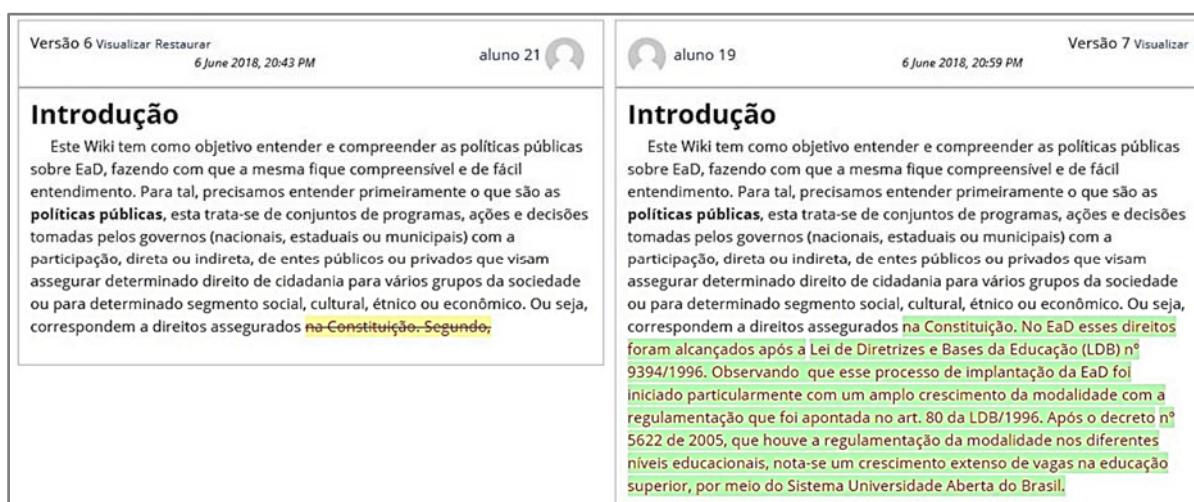 Versão 6 Visualizar Restaurar
6 June 2018, 20:43 PM
aluno 21
Introdução
Este Wiki tem como objetivo entender e compreender as políticas públicas
sobre EaD, fazendo com que a mesma fique compreensível e de fácil
entendimento. Para tal, precisamos entender primeiramente o que são as
políticas públicas, esta trata-se de conjuntos de programas, ações e decisões
tomadas pelos governos (nacionais, estaduais ou municipais) com a
participação, direta ou indireta, de entes públicos ou privados que visam
assegurar determinado direito de cidadania para vários grupos da sociedade
ou para determinado segmento social, cultural, étnico ou econômico. Ou seja,
correspondem a direitos assegurados na Constituição. Segundo,
aluno 19
6 June 2018, 20:59 PM
Versão 7 Visualizar
Introdução
Este Wiki tem como objetivo entender e compreender as políticas públicas
sobre EaD, fazendo com que a mesma fique compreensível e de fácil
entendimento. Para tal, precisamos entender primeiramente o que são as
políticas públicas, esta trata-se de conjuntos de programas, ações e decisões
tomadas pelos governos (nacionais, estaduais ou municipais) com a
participação, direta ou indireta, de entes públicos ou privados que visam
assegurar determinado direito de cidadania para vários grupos da sociedade
ou para determinado segmento social, cultural, étnico ou econômico. Ou seja,
correspondem a direitos assegurados na Constituição. No EaD esses direitos
foram alcançados após a Lei de Diretrizes e Bases da Educação (LDB) nº
9394/1996. Observando que esse processo de implantação da EaD foi
iniciado particularmente com um amplo crescimento da modalidade com a
regulamentação que foi apontada no art. 80 da LDB/1996. Após o decreto nº
5622 de 2005, que houve a regulamentação da modalidade nos diferentes
níveis educacionais, nota-se um crescimento extenso de vagas na educação
superior, por meio do Sistema Universidade Aberta do Brasil.